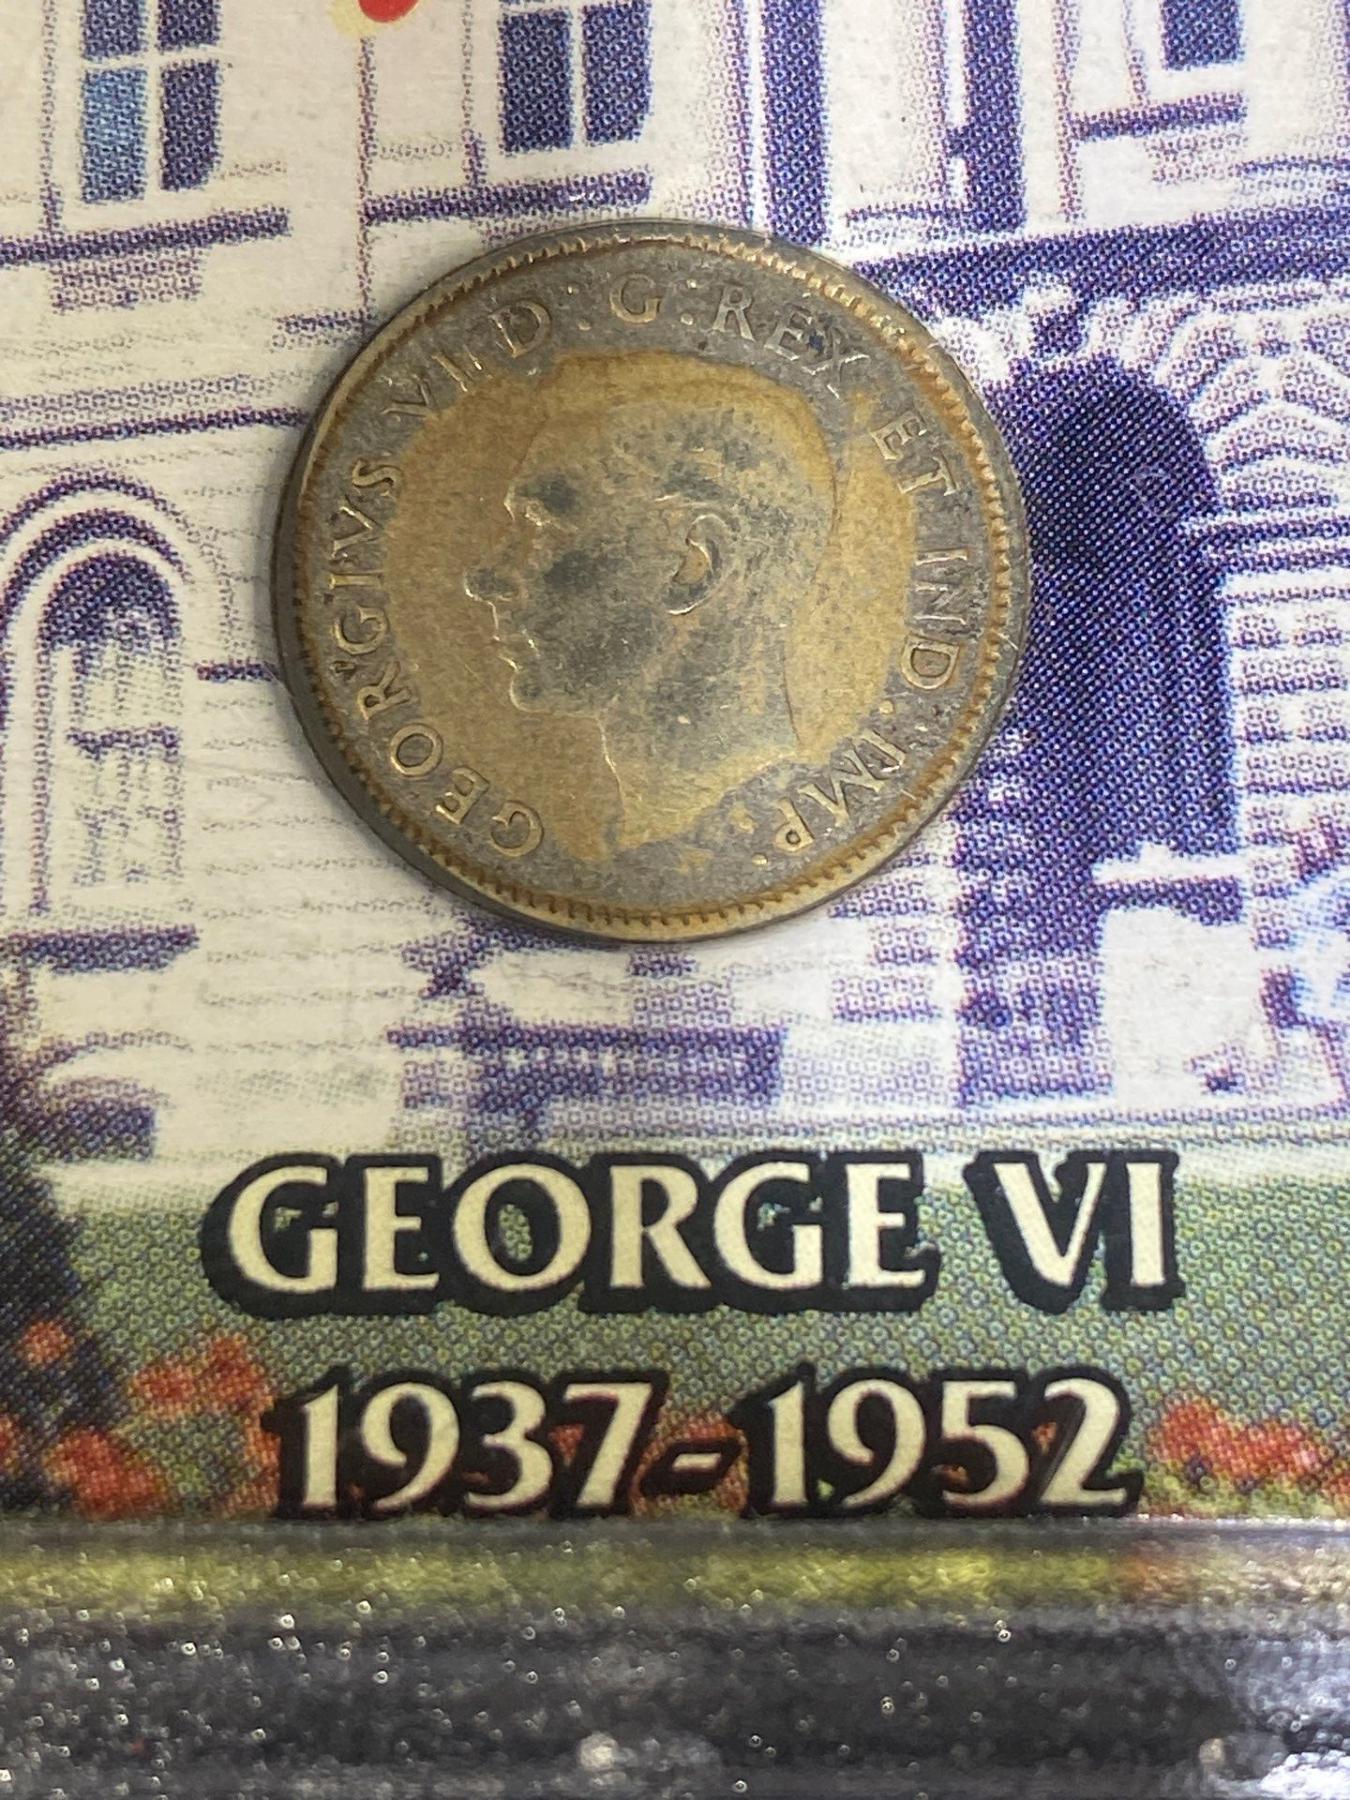 GEORGIVS VI D:G:REX ET IND:IMP:
GEORGE VI
1937-1952